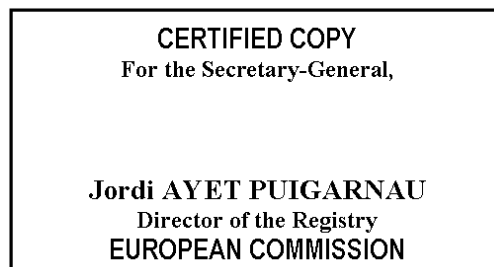 CERTIFIED COPY
For the Secretary-General,
Jordi AYET PUIGARNAU
Director of the Registry
EUROPEAN COMMISSION